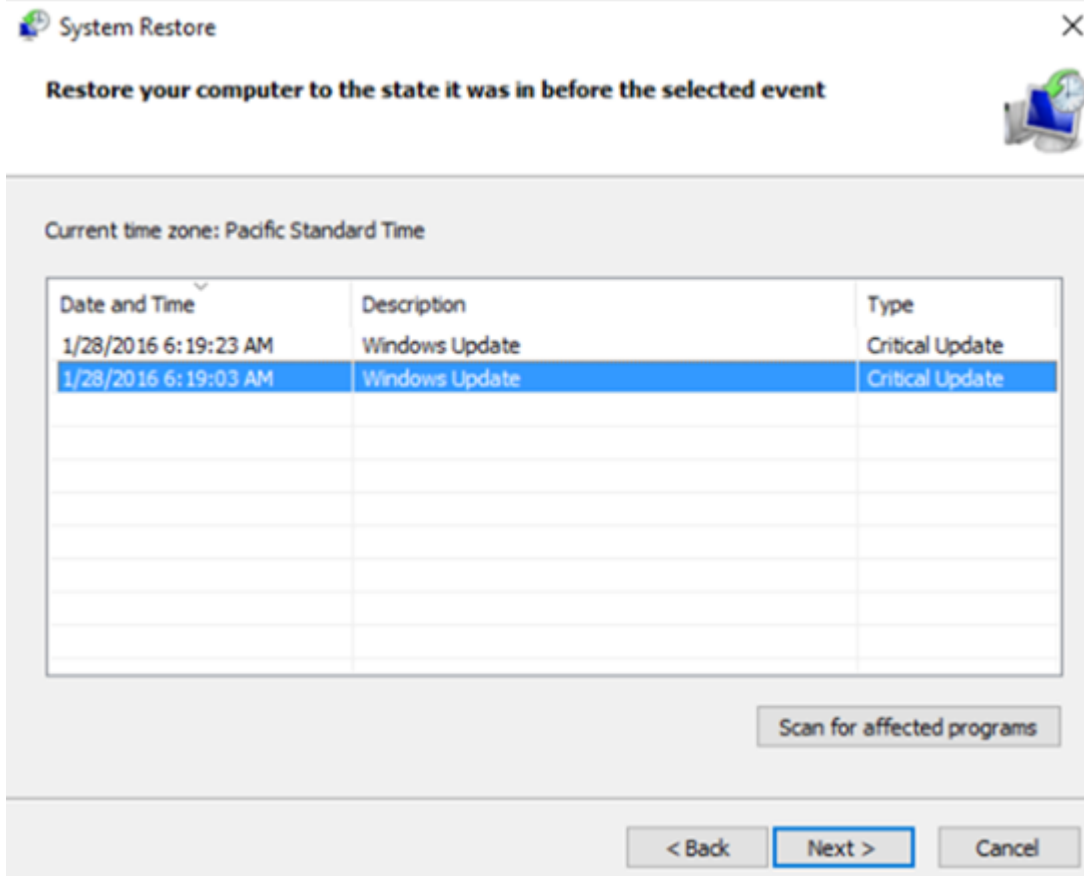 System Restore
Restore your computer to the state it was in before the selected event
Current time zone: Pacific Standard Time
Date and Time Description Type
1/28/2016 6:19:23 AM Windows Update Critical Update
1/28/2016 6:19:03 AM Windows Update Critical Update
Scan for affected programs
< Back Next > Cancel